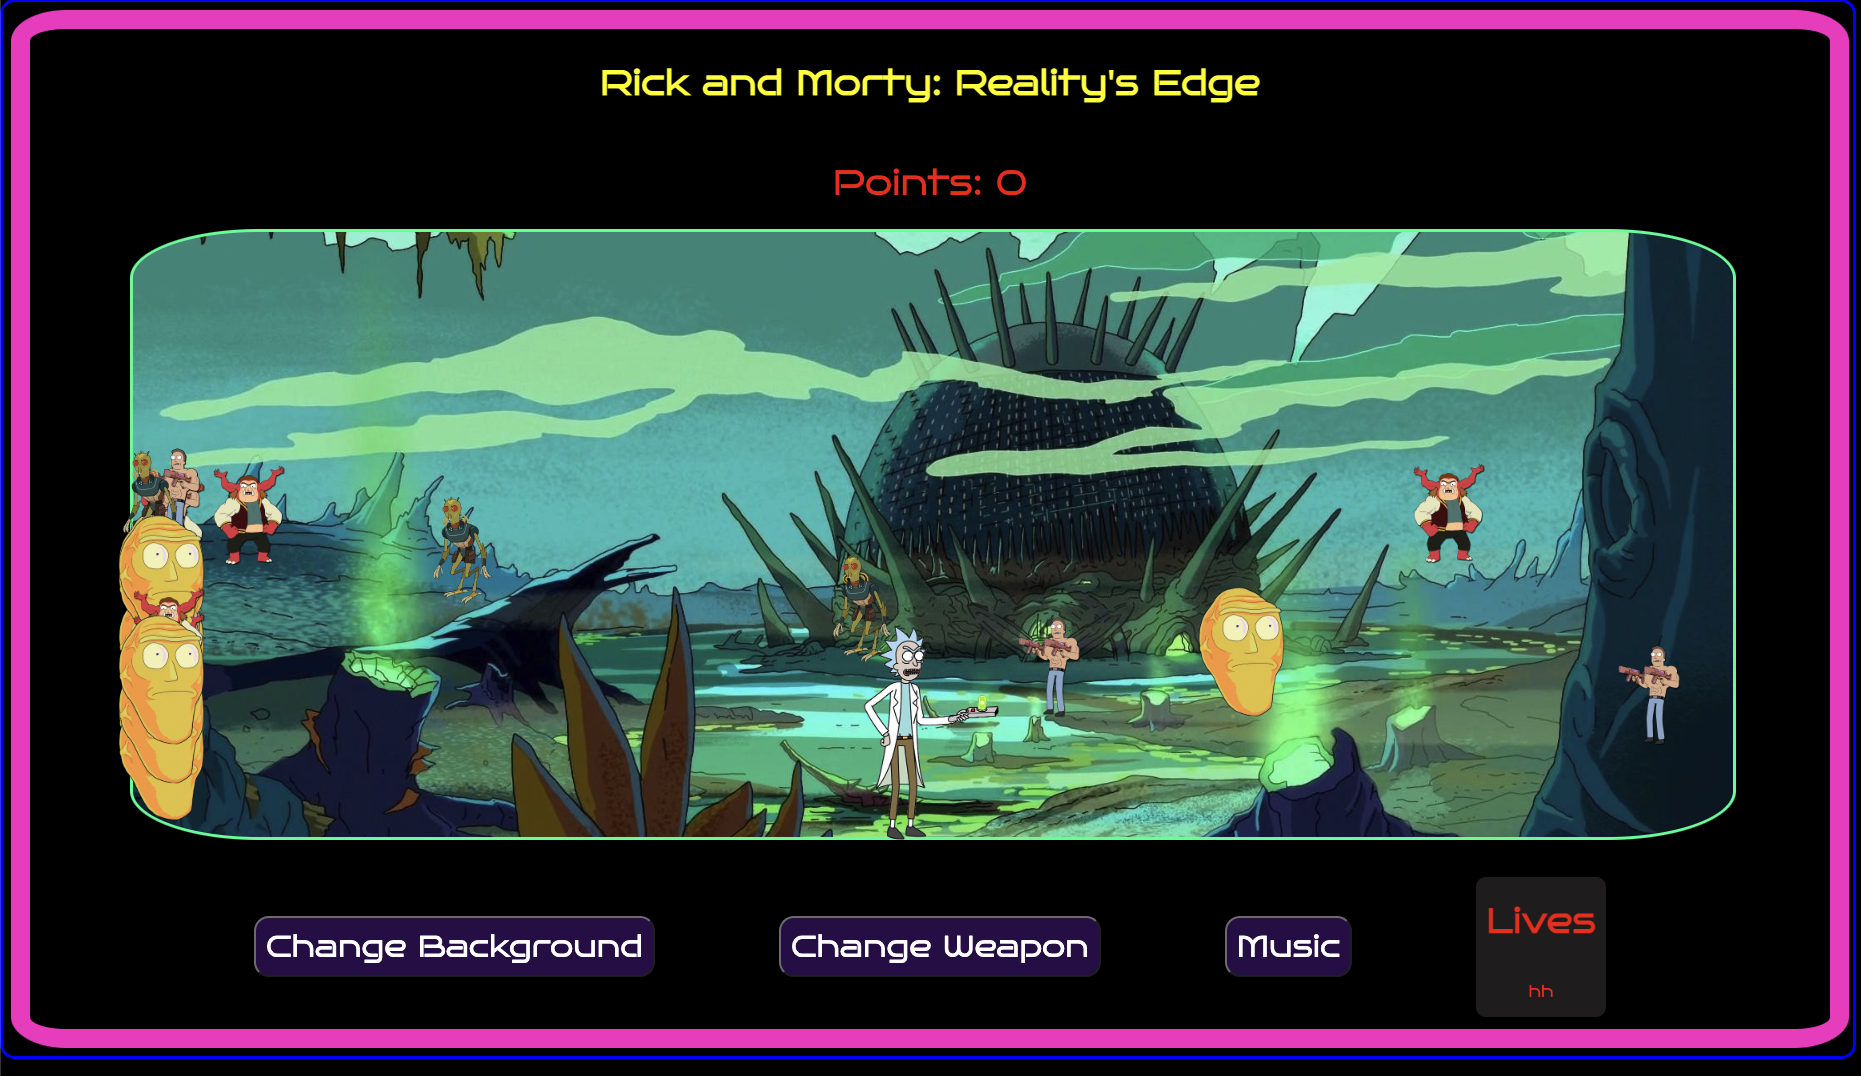 Rick and Morty: Reality's Edge
Points: 0
Change Background
Change Weapon
Music
Lives
hh